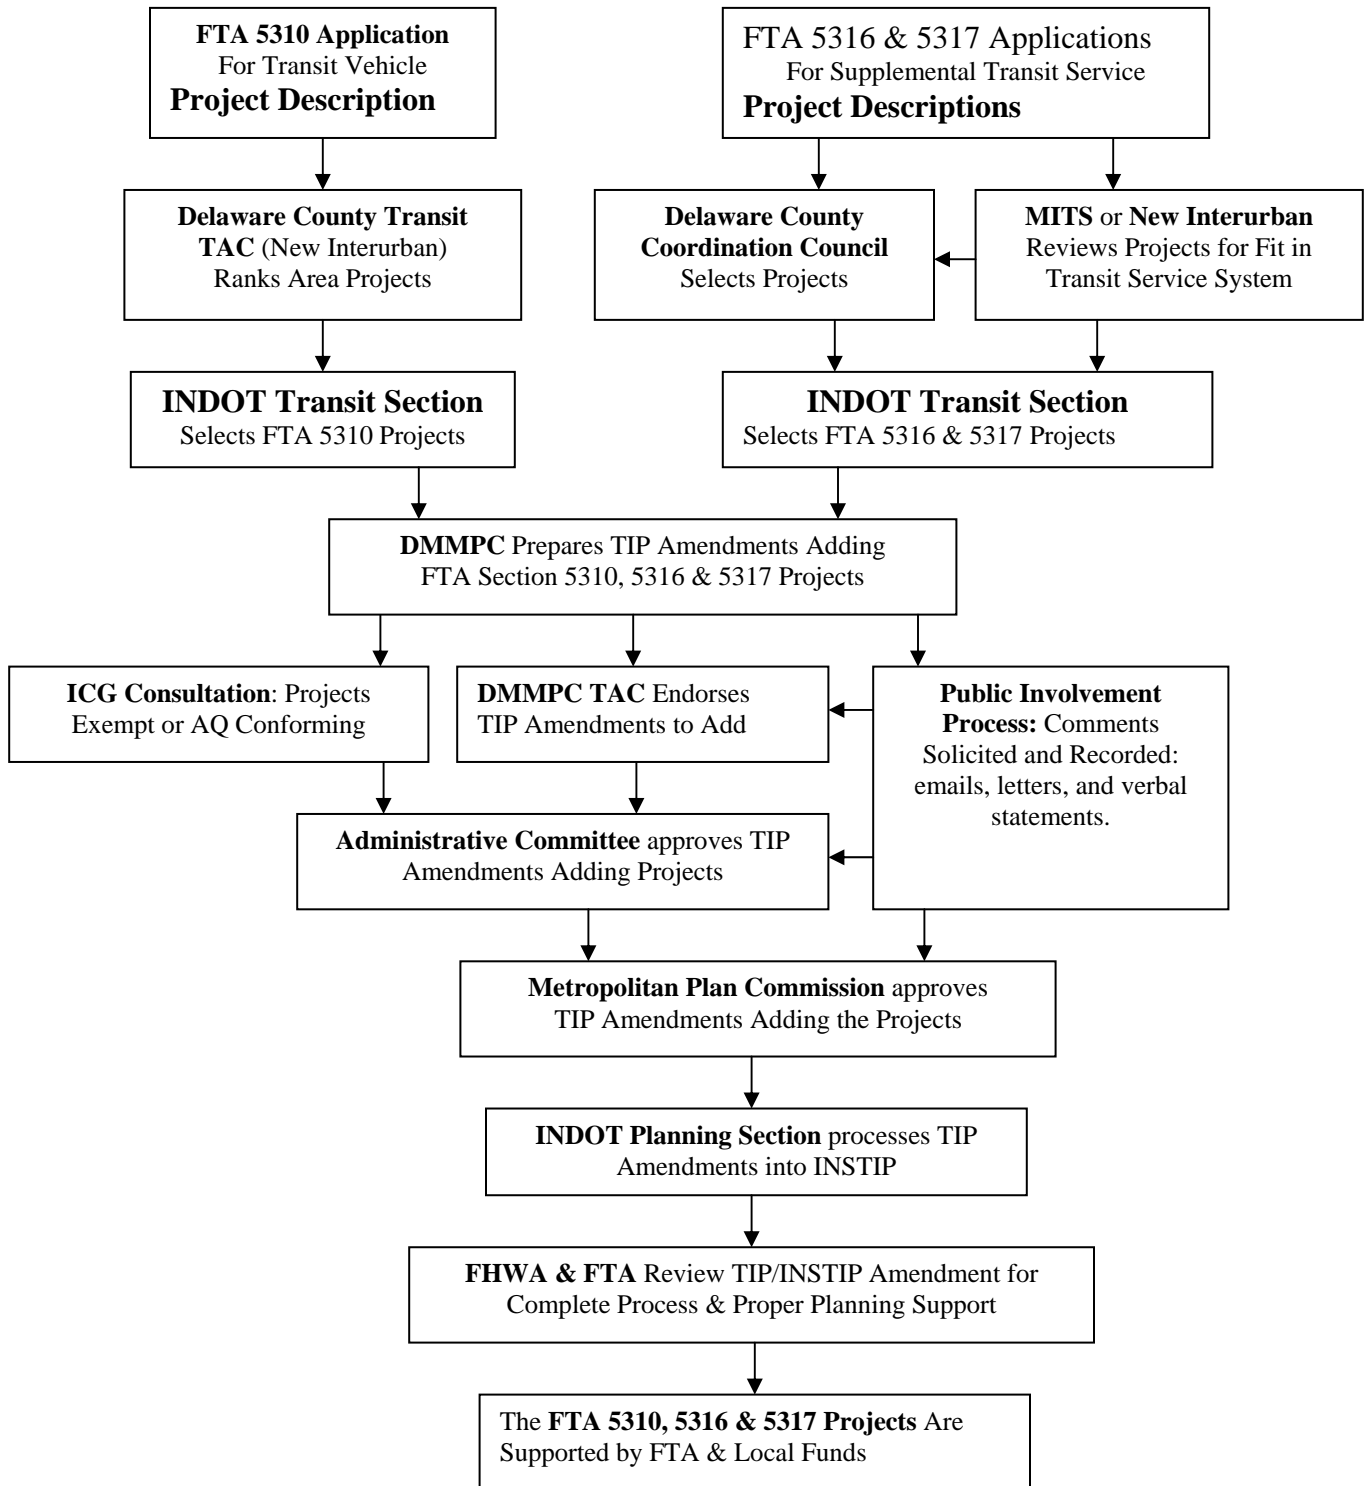 FTA 5310 Application
For Transit Vehicle
Project Description
FTA 5316 & 5317 Applications
For Supplemental Transit Service
Project Descriptions
Delaware County Transit
TAC (New Interurban)
Ranks Area Projects
Delaware County
Coordination Council
Selects Projects
MITS or New Interurban
Reviews Projects for Fit in
Transit Service System
INDOT Transit Section
Selects FTA 5310 Projects
INDOT Transit Section
Selects FTA 5316 & 5317 Projects
DMMPC Prepares TIP Amendments Adding
FTA Section 5310, 5316 & 5317 Projects
ICG Consultation: Projects
Exempt or AQ Conforming
DMMPC TAC Endorses
TIP Amendments to Add
Public Involvement
Process: Comments
Solicited and Recorded:
emails, letters, and verbal
statements.
Administrative Committee approves TIP
Amendments Adding Projects
Metropolitan Plan Commission approves
TIP Amendments Adding the Projects
INDOT Planning Section processes TIP
Amendments into INSTIP
FHWA & FTA Review TIP/INSTIP Amendment for
Complete Process & Proper Planning Support
The FTA 5310, 5316 & 5317 Projects Are
Supported by FTA & Local Funds